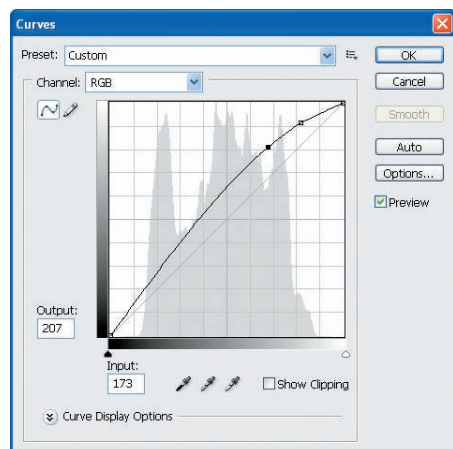 Curves
Preset: Custom
OK
Channel: RGB
Cancel
Smooth
Auto
Options...
Preview
Output:
207
Input:
173
Show Clipping
Curve Display Options